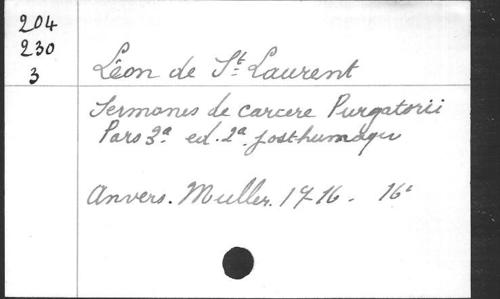 204
230
3
Léon de St. Laurent
Sermones de carcere Purgatorii
Pars 3a ed. 2a posthumaque
Anvers. Muller. 1716. 16°